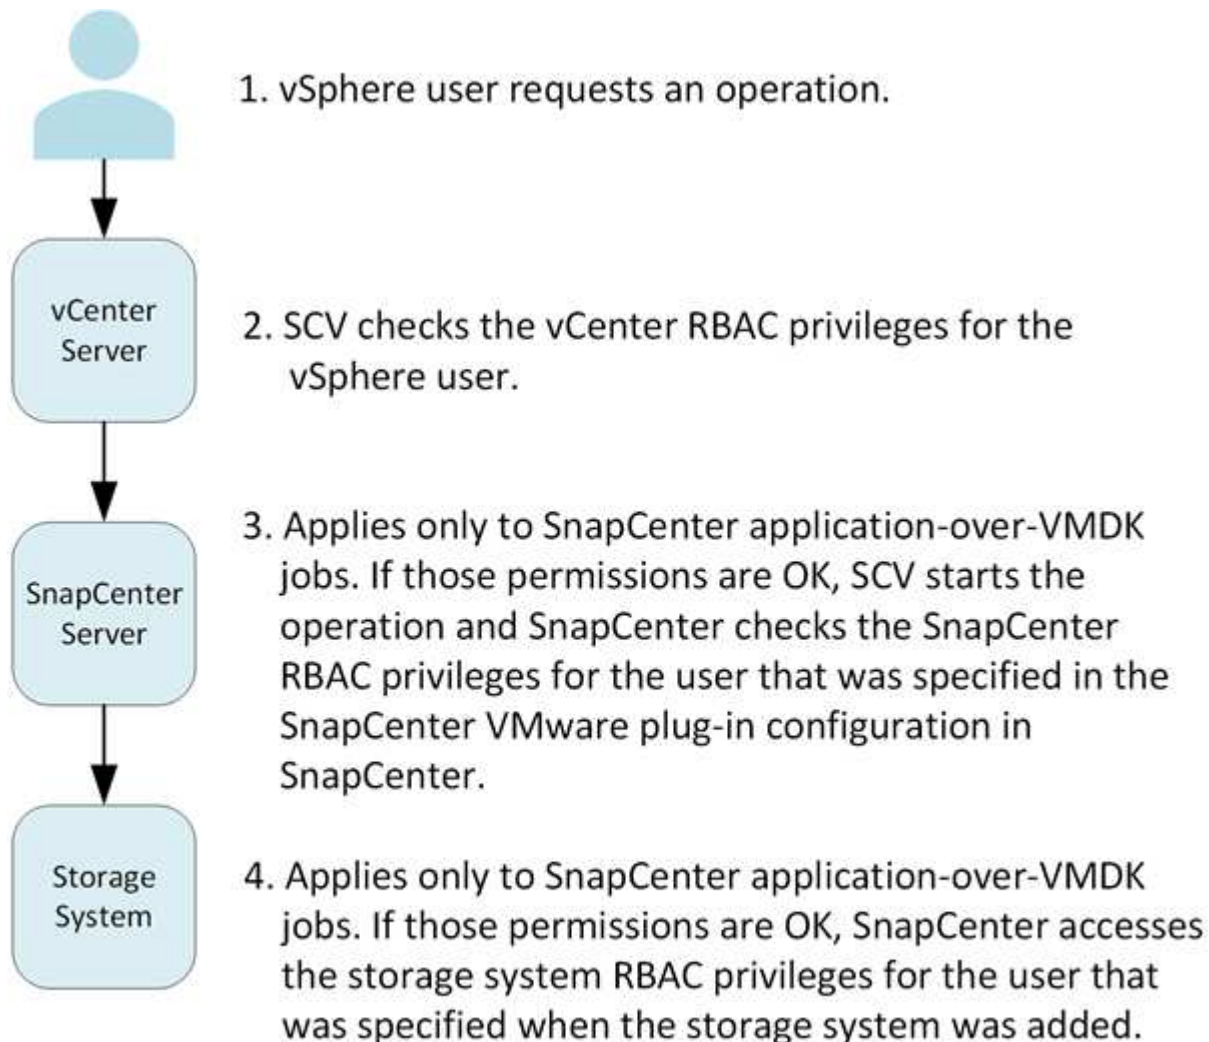 1. vSphere user requests an operation.
vCenter
Server
2. SCV checks the vCenter RBAC privileges for the
vSphere user.
SnapCenter
Server
3. Applies only to SnapCenter application-over-VMDK
jobs. If those permissions are OK, SCV starts the
operation and SnapCenter checks the SnapCenter
RBAC privileges for the user that was specified in the
SnapCenter VMware plug-in configuration in
SnapCenter.
Storage
System
4. Applies only to SnapCenter application-over-VMDK
jobs. If those permissions are OK, SnapCenter accesses
the storage system RBAC privileges for the user that
was specified when the storage system was added.